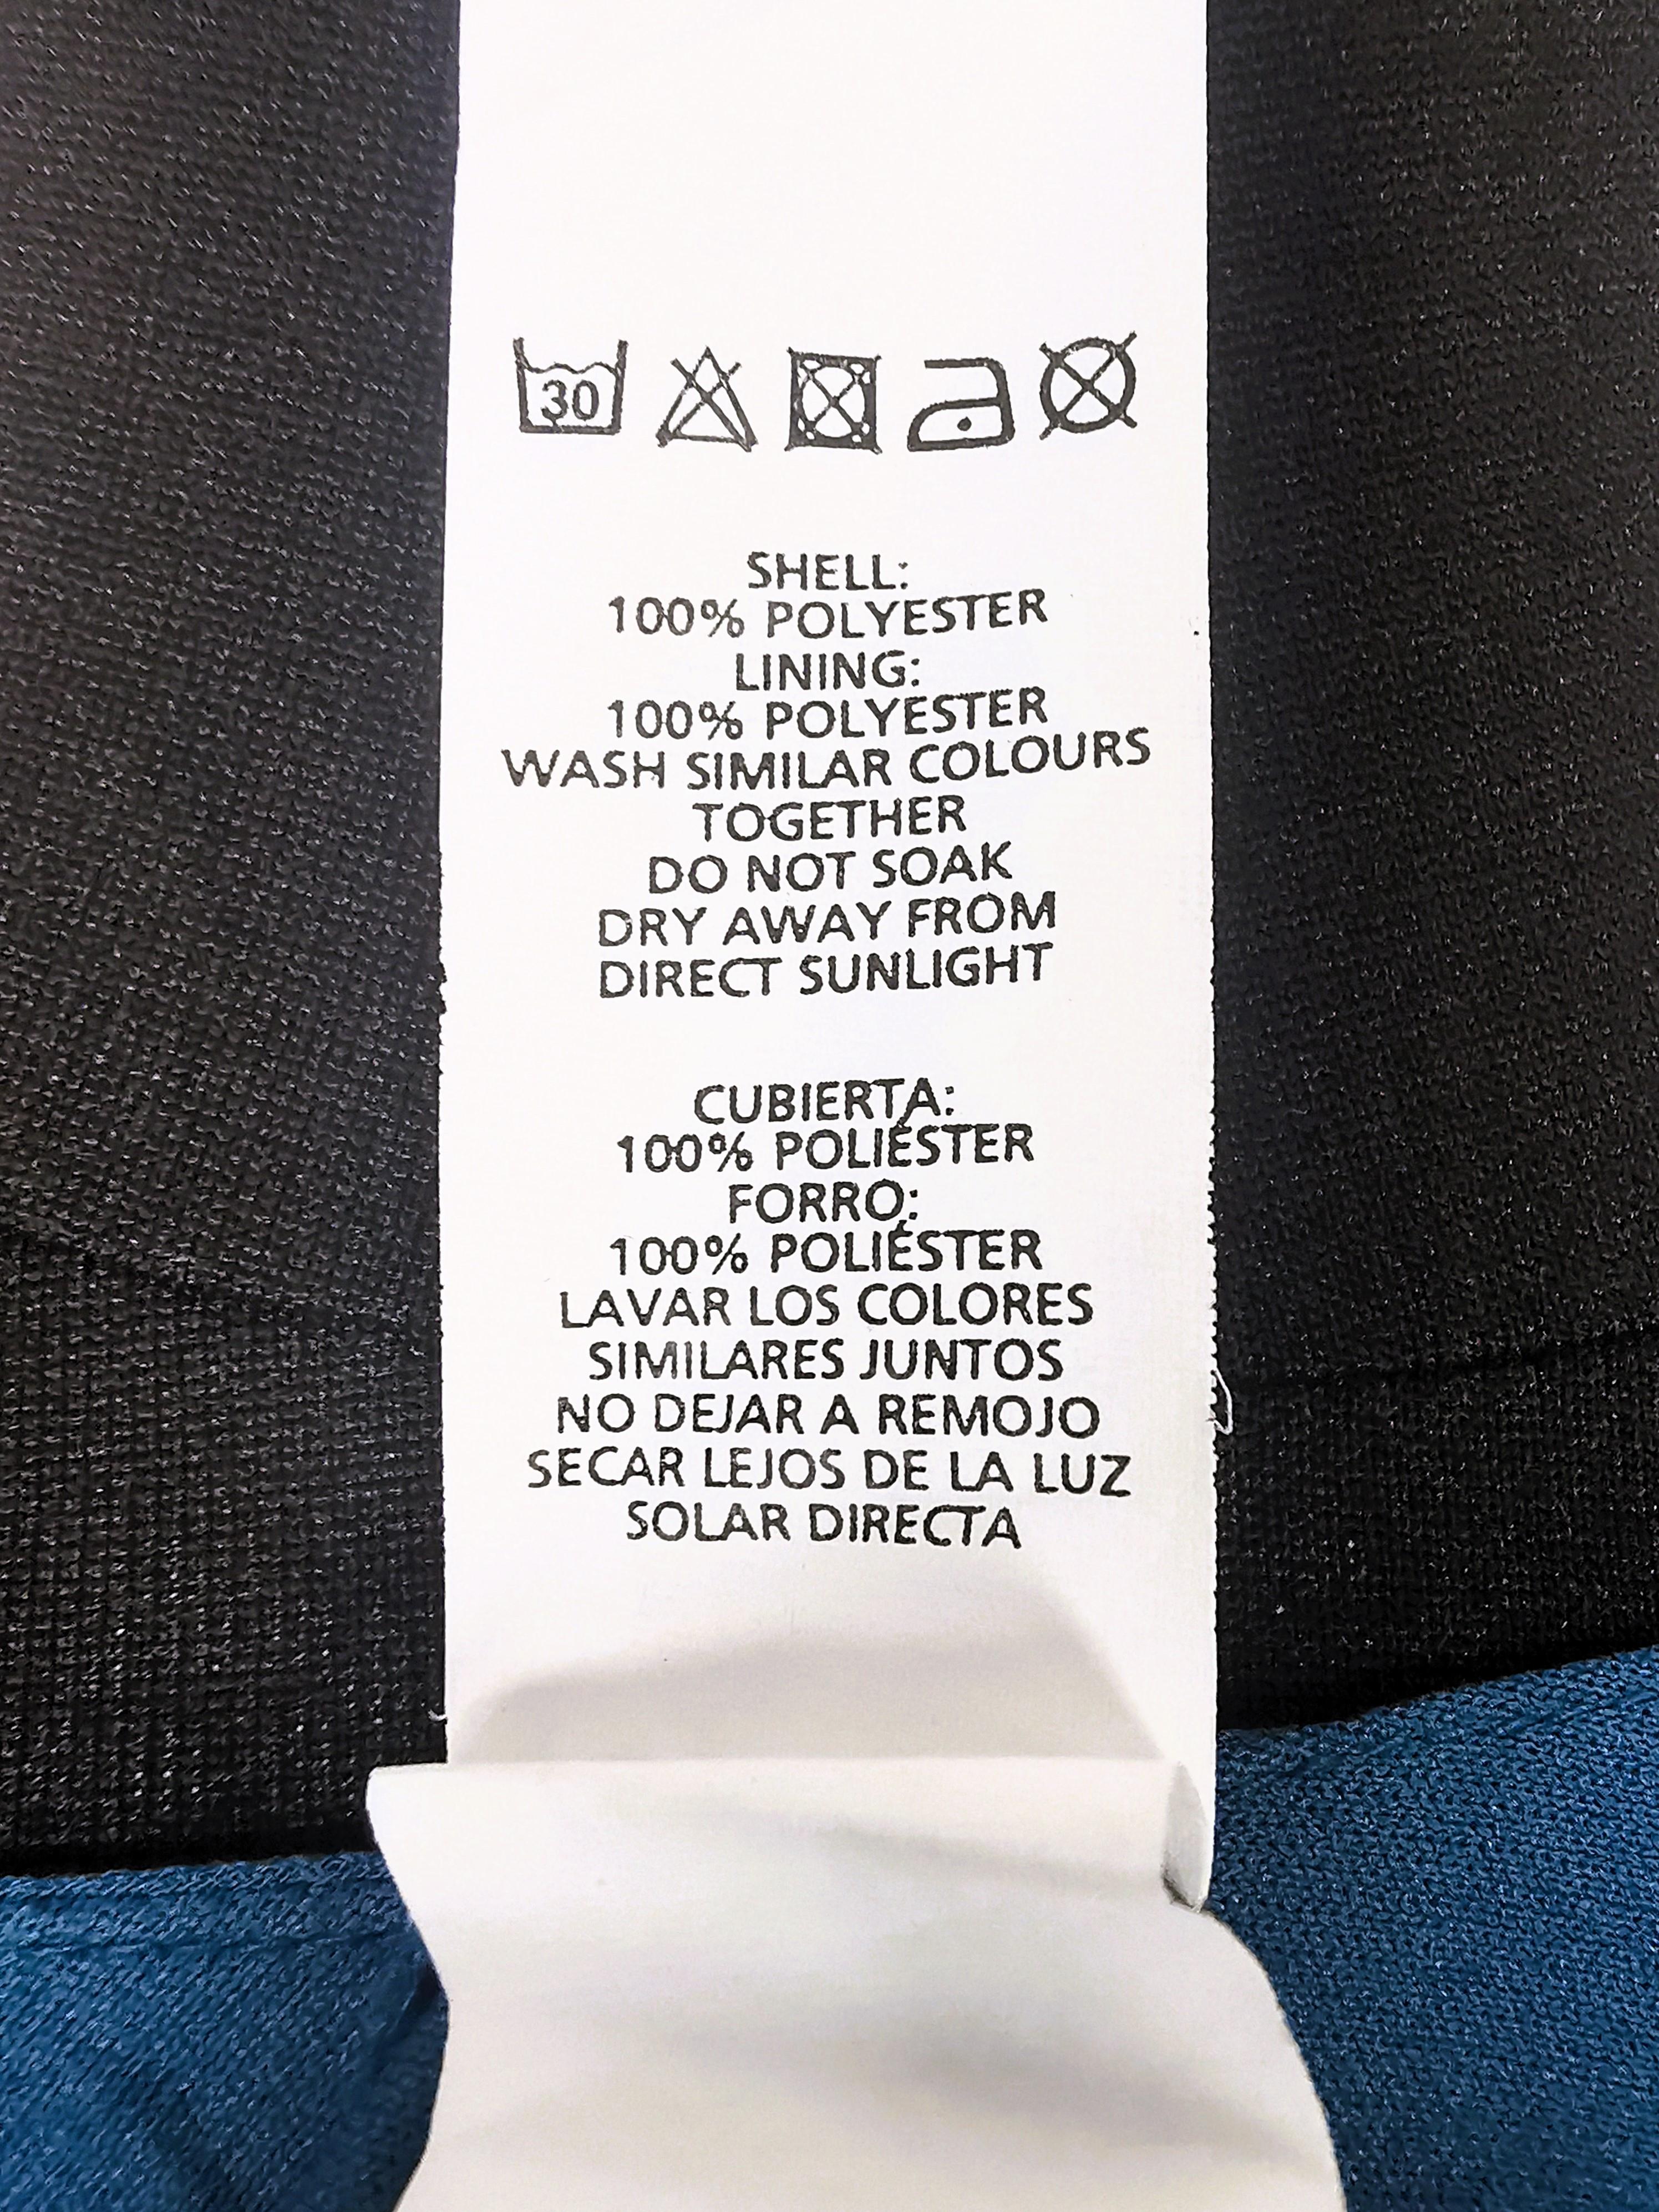 30
SHELL:
100% POLYESTER
LINING:
100% POLYESTER
WASH SIMILAR COLOURS
TOGETHER
DO NOT SOAK
DRY AWAY FROM
DIRECT SUNLIGHT
CUBIERTA:
100% POLIÉSTER
FORRO:
100% POLIÉSTER
LAVAR LOS COLORES
SIMILARES JUNTOS
NO DEJAR A REMOJO
SECAR LEJOS DE LA LUZ
SOLAR DIRECTA